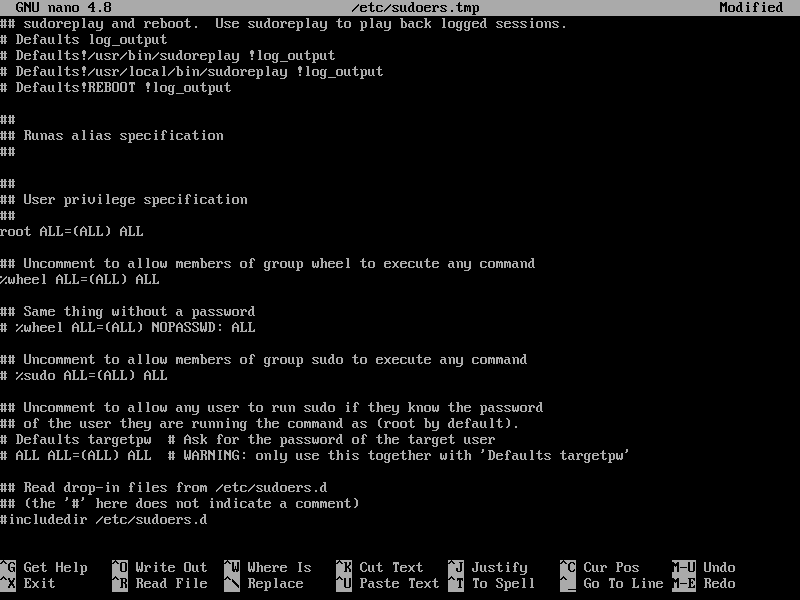 GNU nano 4.8 /etc/sudoers.tmp Modified
## sudoreplay and reboot.  Use sudoreplay to play back logged sessions.
# Defaults log_output
# Defaults!/usr/bin/sudoreplay !log_output
# Defaults!/usr/local/bin/sudoreplay !log_output
# Defaults!REBOOT !log_output
##
## Runas alias specification
##
##
## User privilege specification
##
root ALL=(ALL) ALL
## Uncomment to allow members of group wheel to execute any command
%wheel ALL=(ALL) ALL
## Same thing without a password
# %wheel ALL=(ALL) NOPASSWD: ALL
## Uncomment to allow members of group sudo to execute any command
# %sudo ALL=(ALL) ALL
## Uncomment to allow any user to run sudo if they know the password
## of the user they are running the command as (root by default).
# Defaults targetpw  # Ask for the password of the target user
# ALL ALL=(ALL) ALL  # WARNING: only use this together with 'Defaults targetpw'
## Read drop-in files from /etc/sudoers.d
## (the '#' here does not indicate a comment)
#includedir /etc/sudoers.d
^G Get Help ^O Write Out ^W Where Is ^K Cut Text ^J Justify ^C Cur Pos M-U Undo
^X Exit ^R Read File ^\ Replace ^U Paste Text ^T To Spell ^_ Go To Line M-E Redo